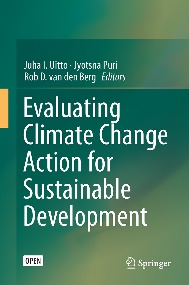 Juha I. Uitto · Jyotsna Puri
Rob D. van den Berg Editors
Evaluating
Climate Change
Action for
Sustainable
Development
OPEN
Springer